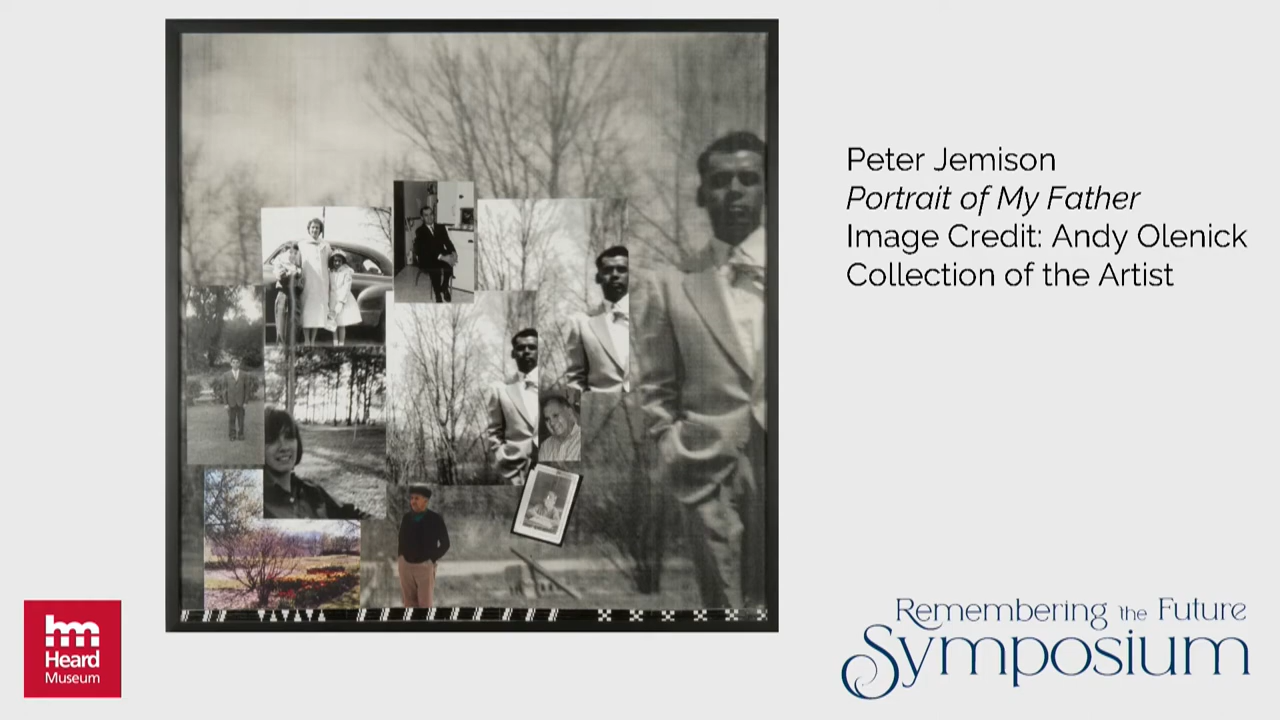 Peter Jemison
Portrait of My Father
Image Credit: Andy Olenick
Collection of the Artist
hm
Heard
Museum
Remembering the Future
Symposium